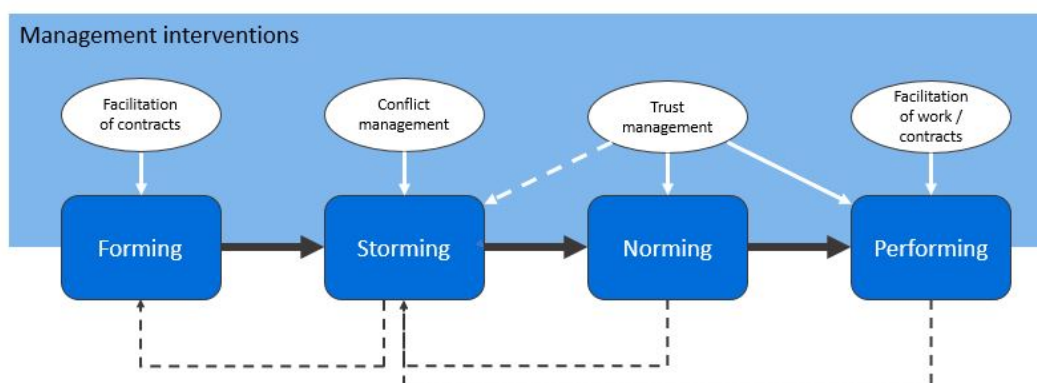 Management interventions
Facilitation
of contracts
Conflict
management
Trust
management
Facilitation
of work /
contracts
Forming
Storming
Norming
Performing